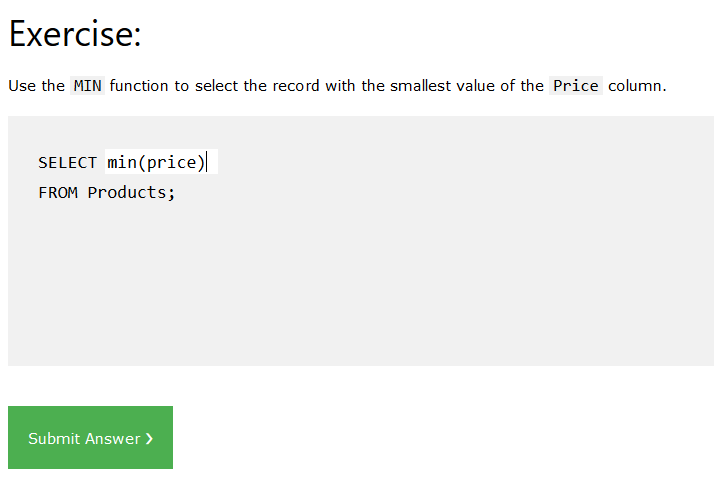 Exercise:
Use the MIN function to select the record with the smallest value of the Price column.
SELECT min(price)
FROM Products;
Submit Answer ❯